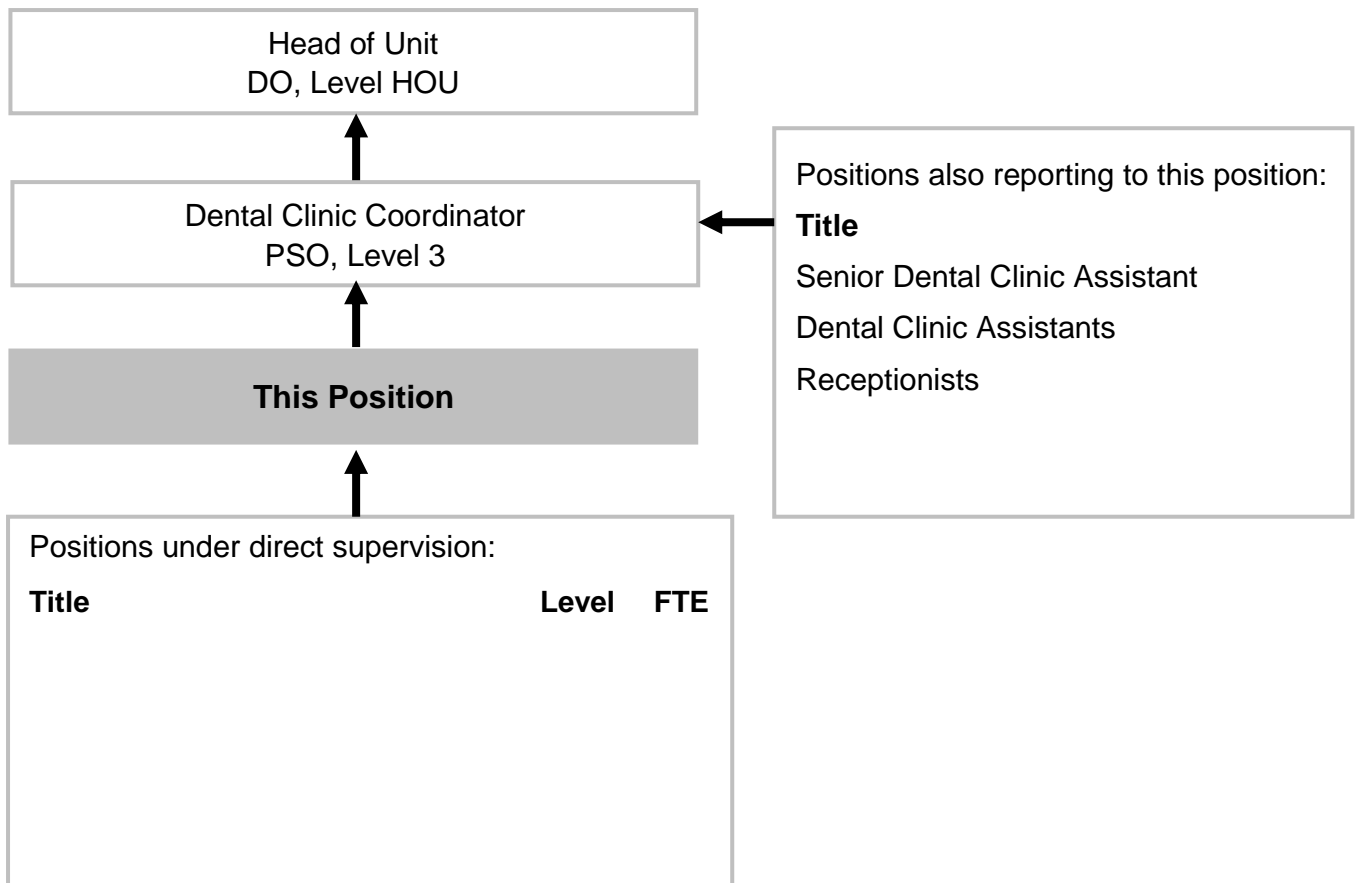 Head of Unit
DO, Level HOU
Dental Clinic Coordinator
PSO, Level 3
This Position
Positions under direct supervision:
Title Level FTE
Positions also reporting to this position:
Title
Senior Dental Clinic Assistant
Dental Clinic Assistants
Receptionists